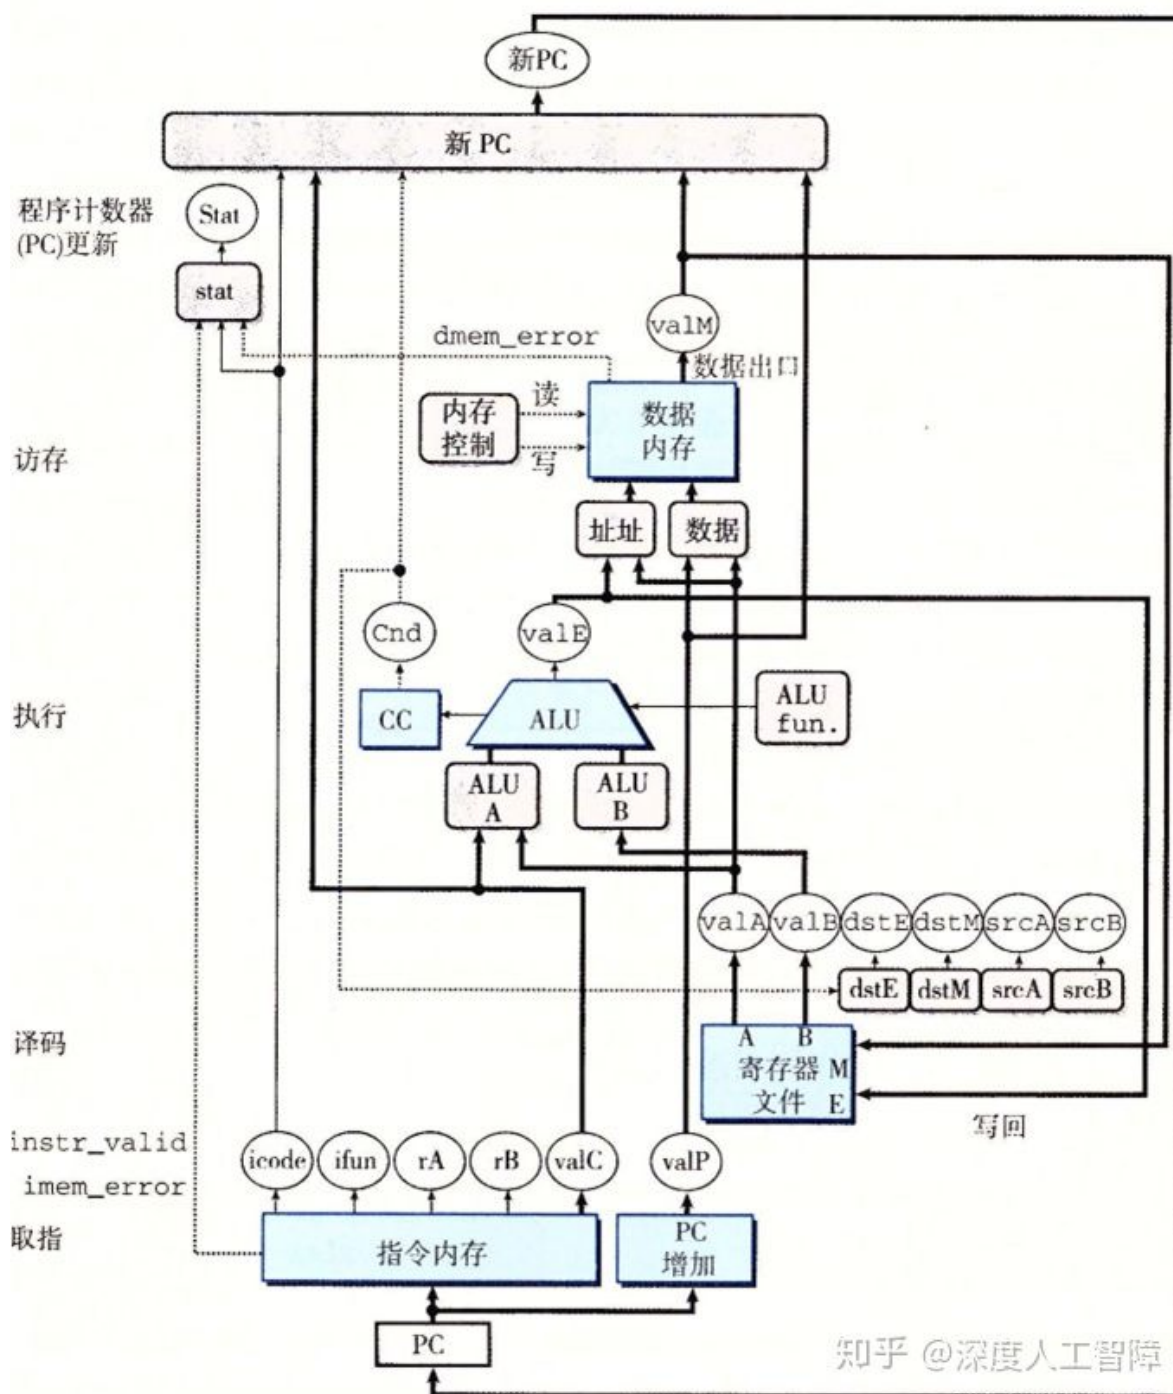 新PC
新 PC
程序计数器
(PC)更新
Stat
stat
dmem_error
valM
数据出口
内存
控制
读
写
数据
内存
访存
址址
数据
Cnd
valE
执行
CC
ALU
ALU
fun.
ALU
A
ALU
B
valA
valB
dstE
dstM
srcA
srcB
dstE
dstM
srcA
srcB
译码
A
B
寄存器
文件
M
E
写回
instr_valid
imem_error
icode
ifun
rA
rB
valC
valP
取指
指令内存
PC
增加
PC
知乎 @深度人工智障